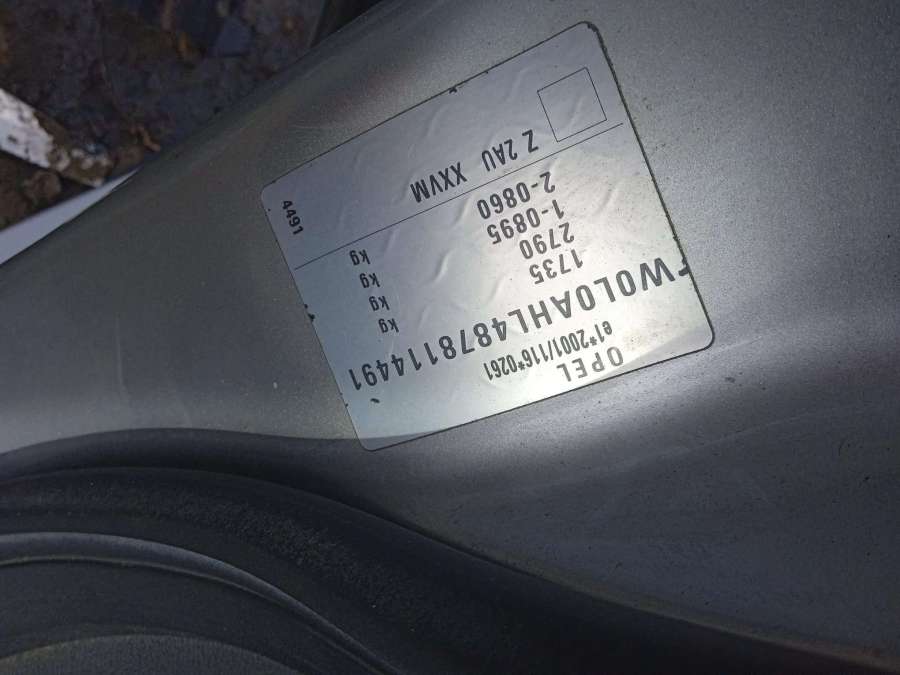 OPEL
e1*2001/116*0261
W0L0AHL4878114491
1735 kg
2790 kg
1-0895 kg
2-0860 kg
Z 2AU XXVM
4491